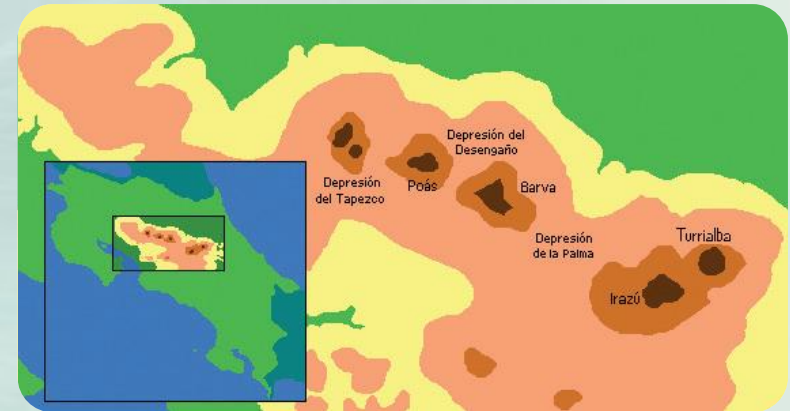 Depresión del
Desengaño
Depresión
del Tapezco
Poás
Barva
Depresión
de la Palma
Turrialba
Irazú